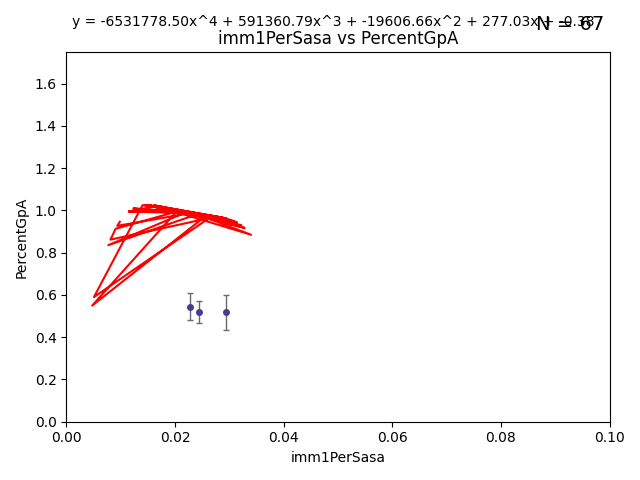 y = -6531778.50x^4 + 591360.79x^3 + -19606.66x^2 + 277.03x + -0.38
N = 67
imm1PerSasa vs PercentGpA
1.6
1.4
1.2
1.0
0.8
0.6
0.4
0.2
0.0
PercentGpA
0.00 0.02 0.04 0.06 0.08 0.10
imm1PerSasa